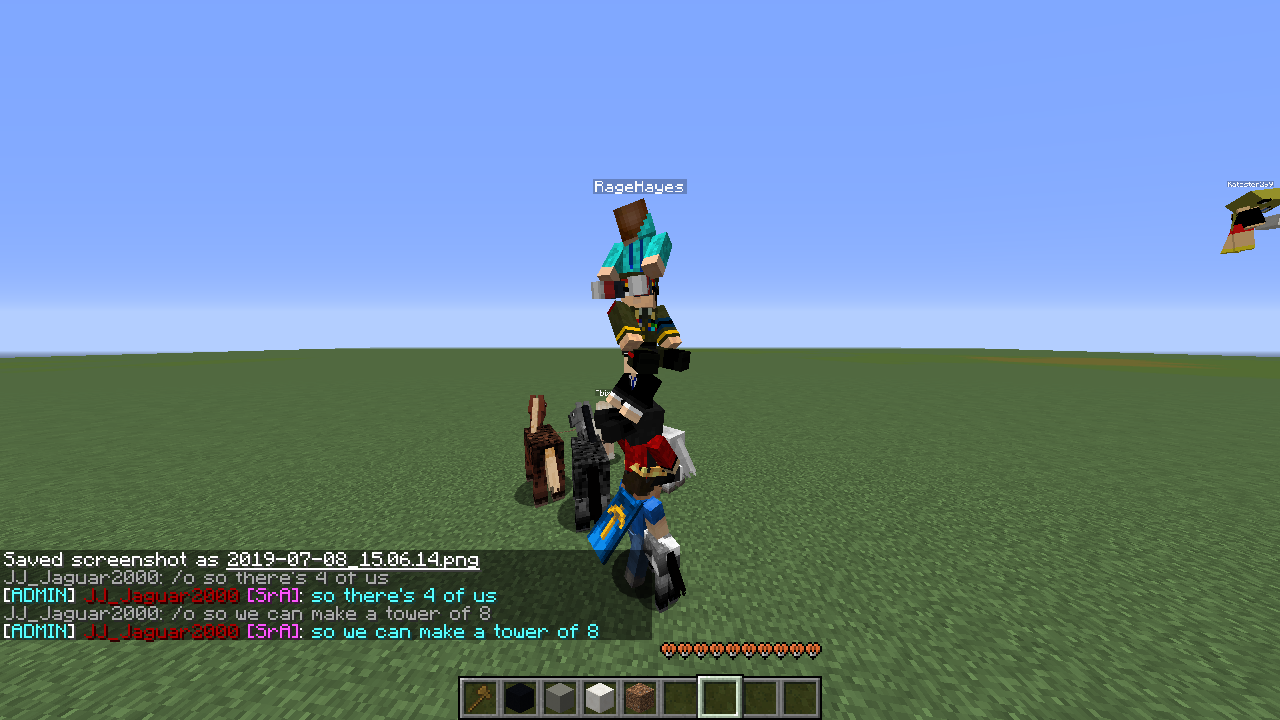 RageHayes
Saved screenshot as 2019-07-08_15.06.14.png
JJ_Jaguar2000: /o so there's 4 of us
[ADMIN] JJ_Jaguar2000 [SrA]: so there's 4 of us
JJ_Jaguar2000: /o so we can make a tower of 8
[ADMIN] JJ_Jaguar2000 [SrA]: so we can make a tower of 8